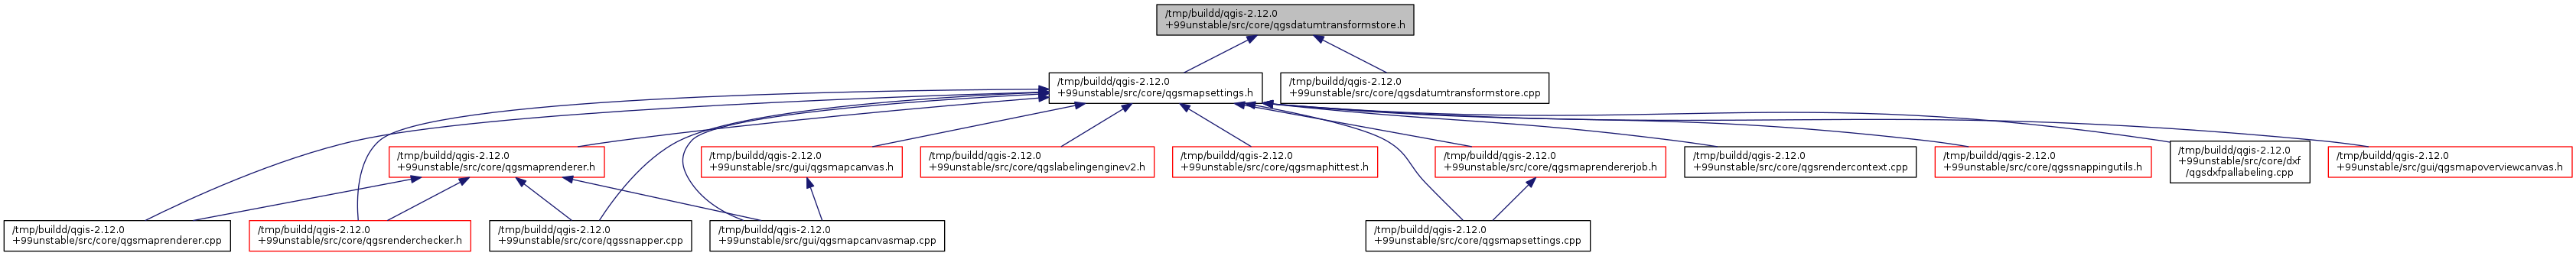 /tmp/buildd/qgis-2.12.0
+99unstable/src/core/qgsdatumtransformstore.h
/tmp/buildd/qgis-2.12.0
+99unstable/src/core/qgsmapsettings.h
/tmp/buildd/qgis-2.12.0
+99unstable/src/core/qgsdatumtransformstore.cpp
/tmp/buildd/qgis-2.12.0
+99unstable/src/core/qgsmaprenderer.h
/tmp/buildd/qgis-2.12.0
+99unstable/src/gui/qgsmapcanvas.h
/tmp/buildd/qgis-2.12.0
+99unstable/src/core/qgslabelingenginev2.h
/tmp/buildd/qgis-2.12.0
+99unstable/src/core/qgsmaphittest.h
/tmp/buildd/qgis-2.12.0
+99unstable/src/core/qgsmaprendererjob.h
/tmp/buildd/qgis-2.12.0
+99unstable/src/core/qgsrendercontext.cpp
/tmp/buildd/qgis-2.12.0
+99unstable/src/core/qgssnappingutils.h
/tmp/buildd/qgis-2.12.0
+99unstable/src/core/dxf
/qgsdxfpallabeling.cpp
/tmp/buildd/qgis-2.12.0
+99unstable/src/gui/qgsmapoverviewcanvas.h
/tmp/buildd/qgis-2.12.0
+99unstable/src/core/qgsmaprenderer.cpp
/tmp/buildd/qgis-2.12.0
+99unstable/src/core/qgsrenderchecker.h
/tmp/buildd/qgis-2.12.0
+99unstable/src/core/qgssnapper.cpp
/tmp/buildd/qgis-2.12.0
+99unstable/src/gui/qgsmapcanvasmap.cpp
/tmp/buildd/qgis-2.12.0
+99unstable/src/core/qgsmapsettings.cpp